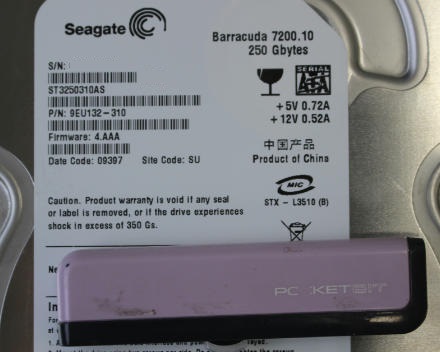 Seagate
Barracuda 7200.10
250 Gbytes
S/N:
ST3250310AS
P/N: 9EU132-310
Firmware: 4.AAA
Date Code: 09397 Site Code: SU
SERIAL
SATA
+5V 0.72A
+12V 0.52A
中国产品
Product of China
MIC
STX - L3510 (B)
Caution. Product warranty is void if any seal
or label is removed, or if the drive experiences
shock in excess of 350 Gs.
POCKETBIT